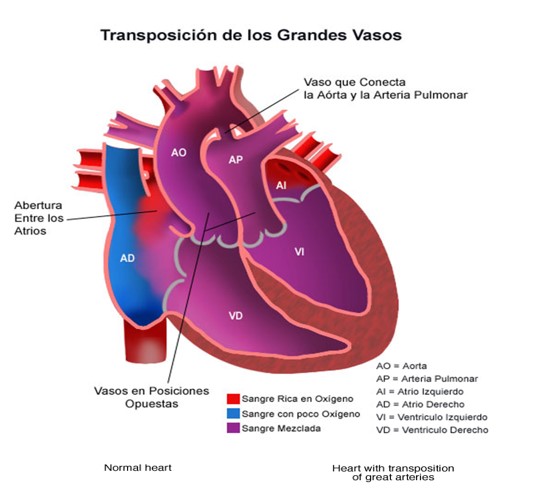 Transposición de los Grandes Vasos
Vaso que Conecta
la Aórta y la Arteria Pulmonar
AO
AP
AI
Abertura
Entre los
Atrios
AD
VI
VD
Vasos en Posiciones
Opuestas
Sangre Rica en Oxígeno
Sangre con poco Oxígeno
Sangre Mezclada
AO = Aorta
AP = Arteria Pulmonar
AI = Atrio Izquierdo
AD = Atrio Derecho
VI = Ventriculo Izquierdo
VD = Ventriculo Derecho
Normal heart
Heart with transposition
of great arteries